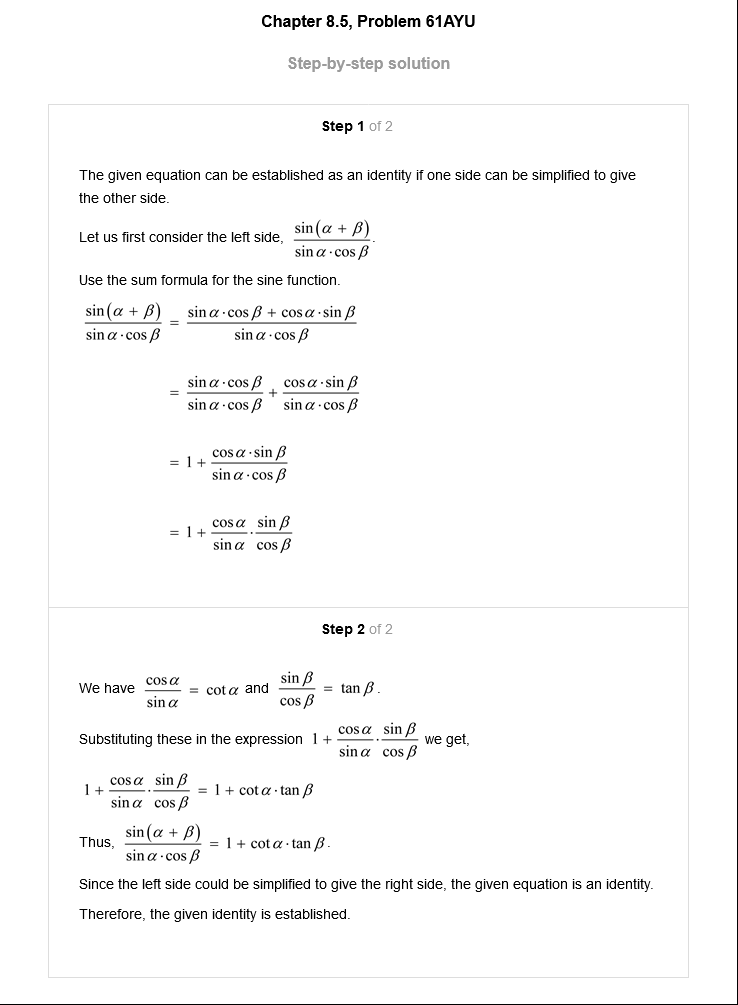 Chapter 8.5, Problem 61AYU
Step-by-step solution
Step 1 of 2
The given equation can be established as an identity if one side can be simplified to give
the other side.
Let us first consider the left side, \frac{\sin(\alpha + \beta)}{\sin\alpha \cdot \cos\beta}.
Use the sum formula for the sine function.
\frac{\sin(\alpha + \beta)}{\sin\alpha \cdot \cos\beta} = \frac{\sin\alpha \cdot \cos\beta + \cos\alpha \cdot \sin\beta}{\sin\alpha \cdot \cos\beta}
= \frac{\sin\alpha \cdot \cos\beta}{\sin\alpha \cdot \cos\beta} + \frac{\cos\alpha \cdot \sin\beta}{\sin\alpha \cdot \cos\beta}
= 1 + \frac{\cos\alpha \cdot \sin\beta}{\sin\alpha \cdot \cos\beta}
= 1 + \frac{\cos\alpha}{\sin\alpha} \cdot \frac{\sin\beta}{\cos\beta}
Step 2 of 2
We have \frac{\cos\alpha}{\sin\alpha} = \cot\alpha and \frac{\sin\beta}{\cos\beta} = \tan\beta.
Substituting these in the expression 1 + \frac{\cos\alpha}{\sin\alpha} \cdot \frac{\sin\beta}{\cos\beta} we get,
1 + \frac{\cos\alpha}{\sin\alpha} \cdot \frac{\sin\beta}{\cos\beta} = 1 + \cot\alpha \cdot \tan\beta
Thus, \frac{\sin(\alpha + \beta)}{\sin\alpha \cdot \cos\beta} = 1 + \cot\alpha \cdot \tan\beta.
Since the left side could be simplified to give the right side, the given equation is an identity.
Therefore, the given identity is established.